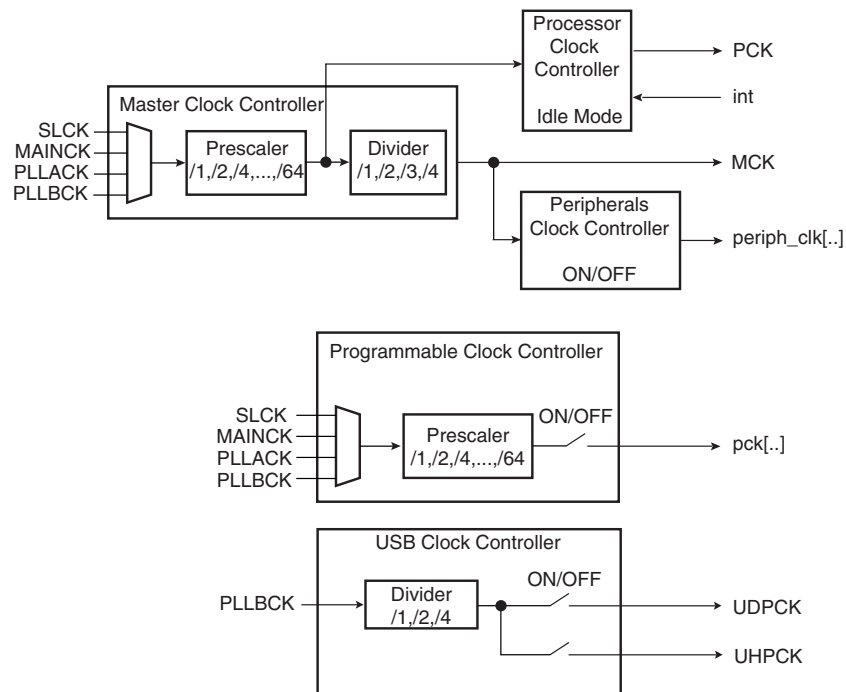 Processor
Clock
Controller
Idle Mode
PCK
int
Master Clock Controller
SLCK
MAINCK
PLLACK
PLLBCK
Prescaler
/1,/2,/4,...,/64
Divider
/1,/2,/3,/4
MCK
Peripherals
Clock Controller
ON/OFF
periph_clk[..]
Programmable Clock Controller
SLCK
MAINCK
PLLACK
PLLBCK
Prescaler
/1,/2,/4,...,/64
ON/OFF
pck[..]
USB Clock Controller
PLLBCK
Divider
/1,/2,/4
ON/OFF
UDPCK
UHPCK